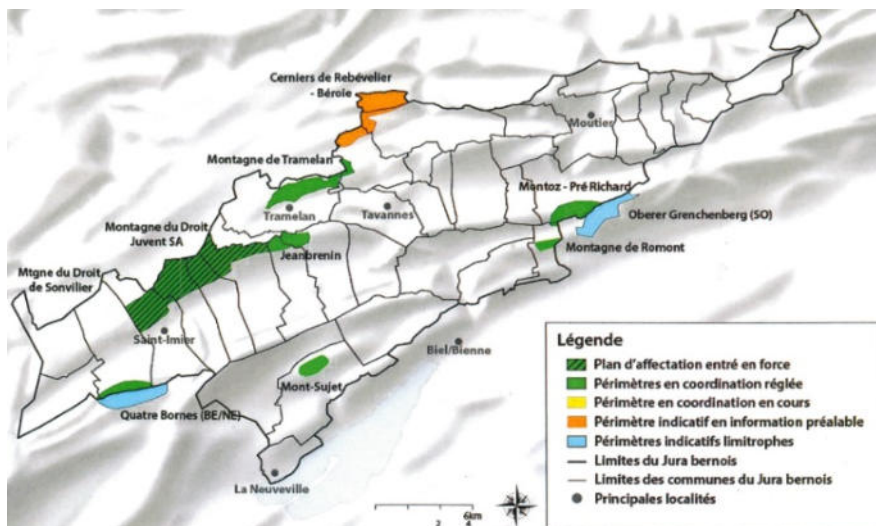 Cerniers de Rebévelier
- Béroie
Moutier
Montagne de Tramelan
Montoz - Pré Richard
Tramelan
Tavannes
Oberer Grenchenberg (SO)
Montagne du Droit
Juvent SA
Jeanbrenin
Montagne de Romont
Mtgne du Droit
de Sonvilier
Saint-Imier
Biel/Bienne
Mont-Sujet
Quatre Bornes (BE/NE)
La Neuveville
6km
2 4
Légende
Plan d'affectation entré en force
Périmètres en coordination réglée
Périmètre en coordination en cours
Périmètre indicatif en information préalable
Périmètres indicatifs limitrophes
Limites du Jura bernois
Limites des communes du Jura bernois
Principales localités